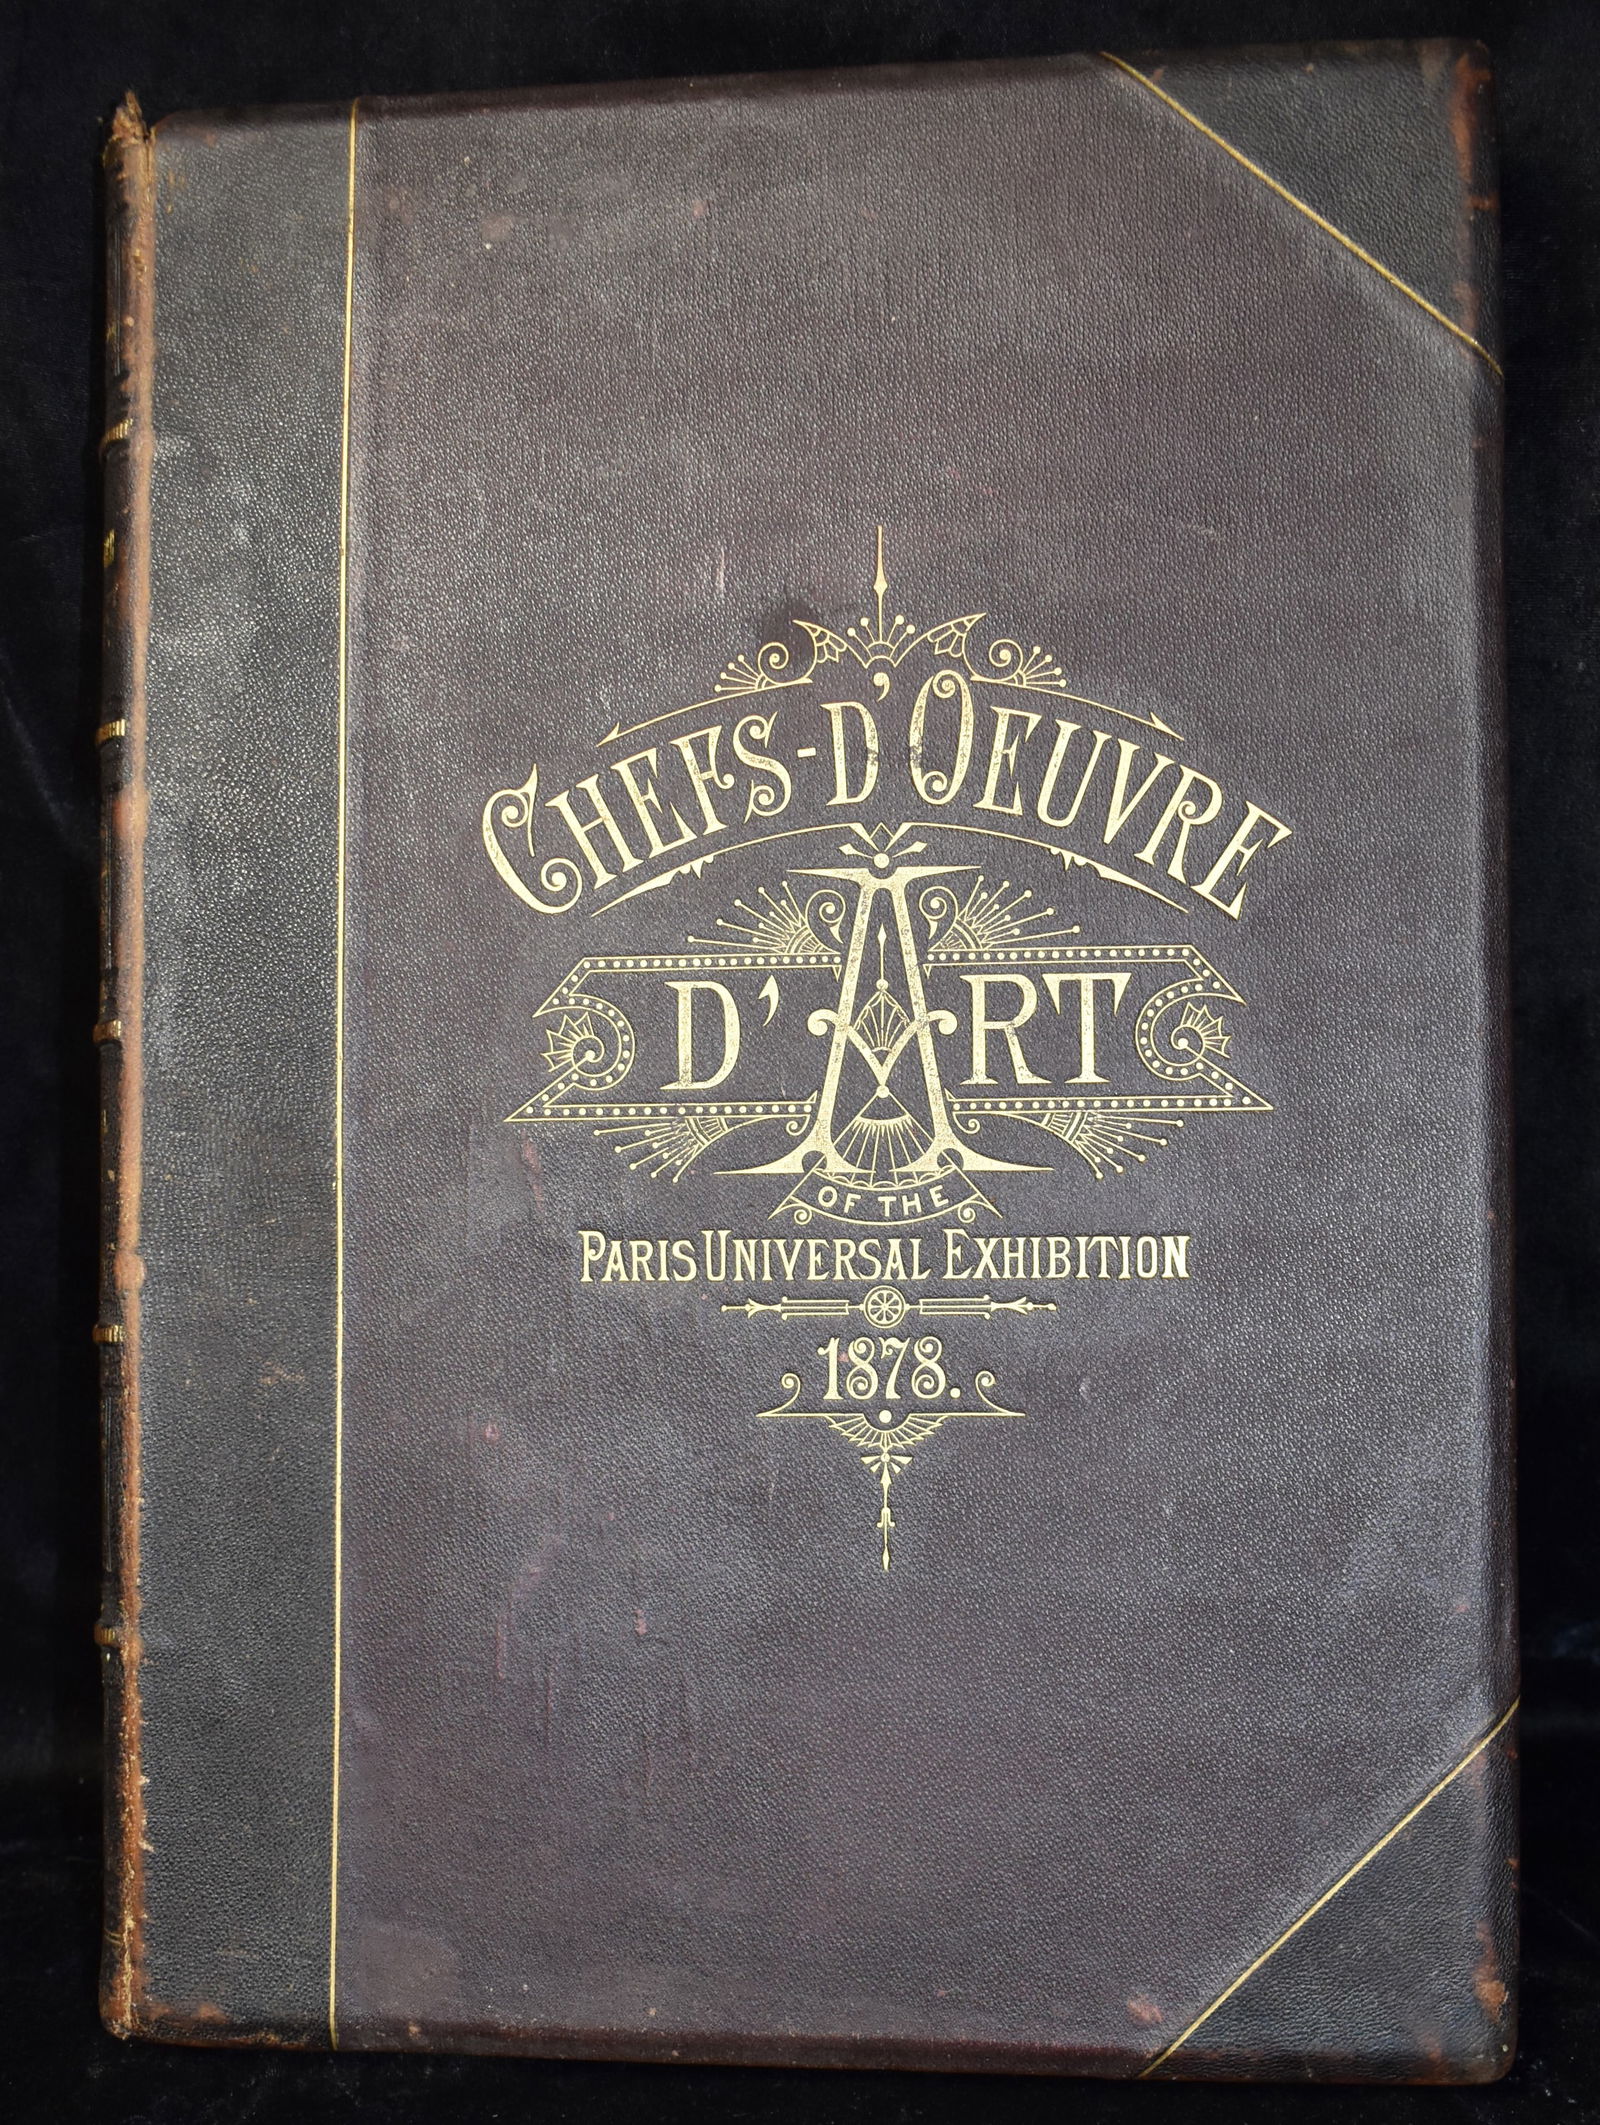 CHEFS-D'OEUVRE
D'ART
OF THE
PARIS UNIVERSAL EXHIBITION
1878.